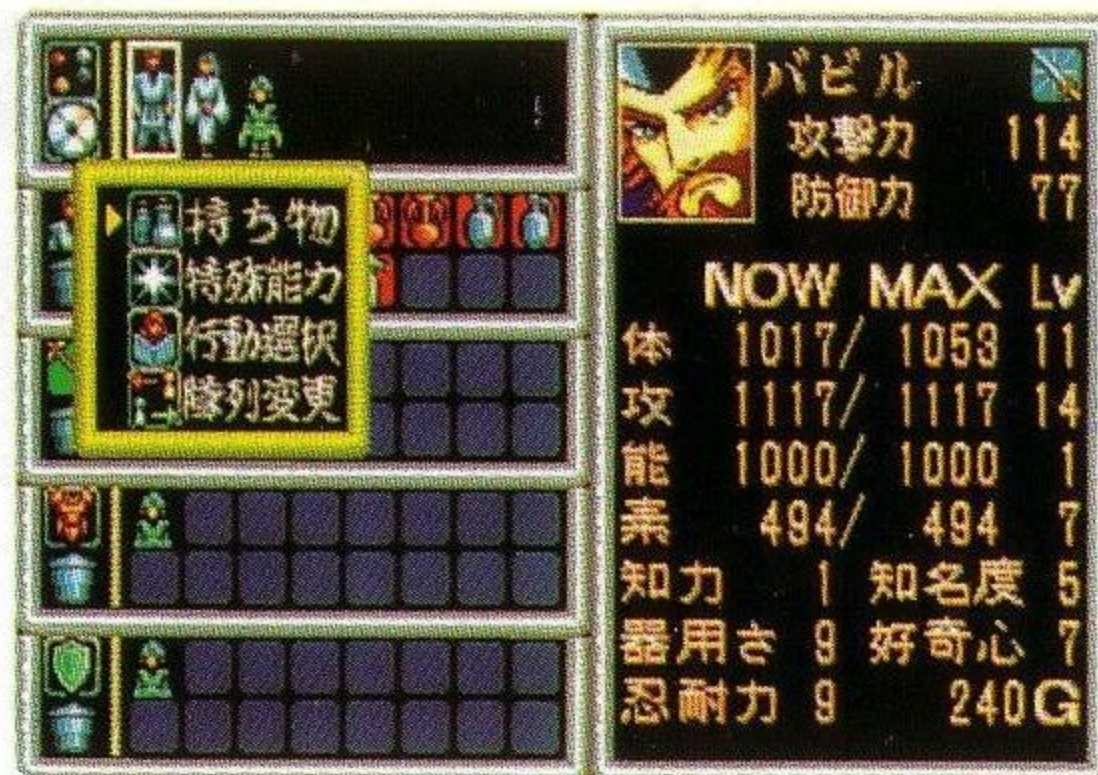 持ち物
特殊能力
行動選択
隊列変更
バビル
攻撃力 114
防御力 77
NOW MAX Lv
体 1017/ 1053 11
攻 1117/ 1117 14
能 1000/ 1000 1
素 494/ 494 7
知力 1 知名度 5
器用さ 9 好奇心 7
忍耐力 9 240G